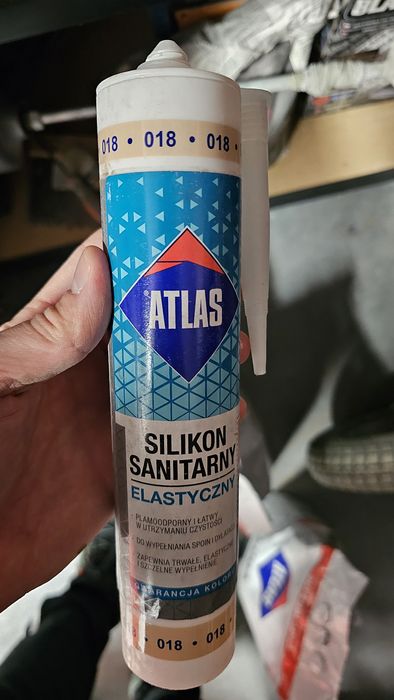 018 • 018 • 018 •
ATLAS
SILIKON
SANITARNY
ELASTYCZNY
PLAMOODPORNY I ŁATWY
W UTRZYMANIU CZYSTOŚCI
DO WYPEŁNIANIA SPOIN I DYLATACJI
ZAPEWNIA TRWAŁE, ELASTYCZNE
I SZCZELNE WYPEŁNIENIE
GWARANCJA KOLORU
• 018 • 018 •